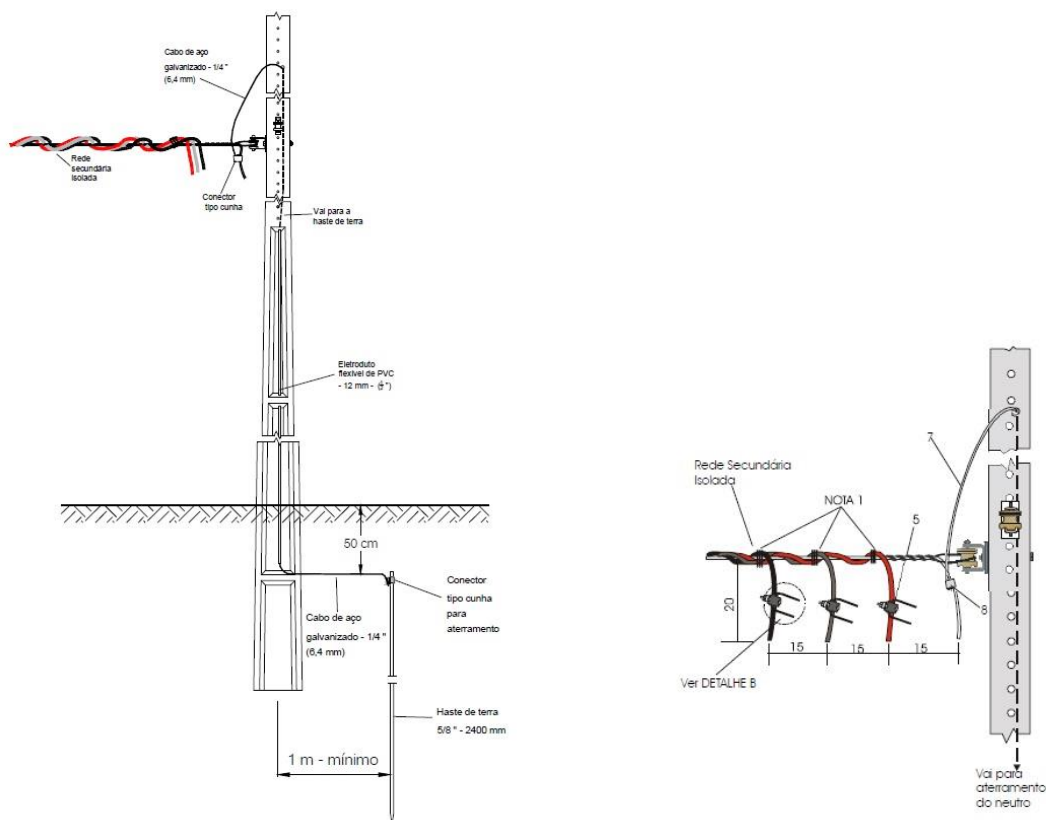 Cabo de aço
galvanizado - 1/4 "
(6,4 mm)
Rede
secundária
Isolada
Conector
tipo cunha
Vai para a
haste de terra
Eletroduto
flexível de PVC
- 12 mm - (½")
50 cm
Conector
tipo cunha
para
aterramento
Cabo de aço
galvanizado - 1/4 "
(6,4 mm)
Haste de terra
5/8 " - 2400 mm
1 m - mínimo
7
Rede Secundária
Isolada
NOTA 1
5
20
8
15
15
15
Ver DETALHE B
Vai para
aterramento
do neutro